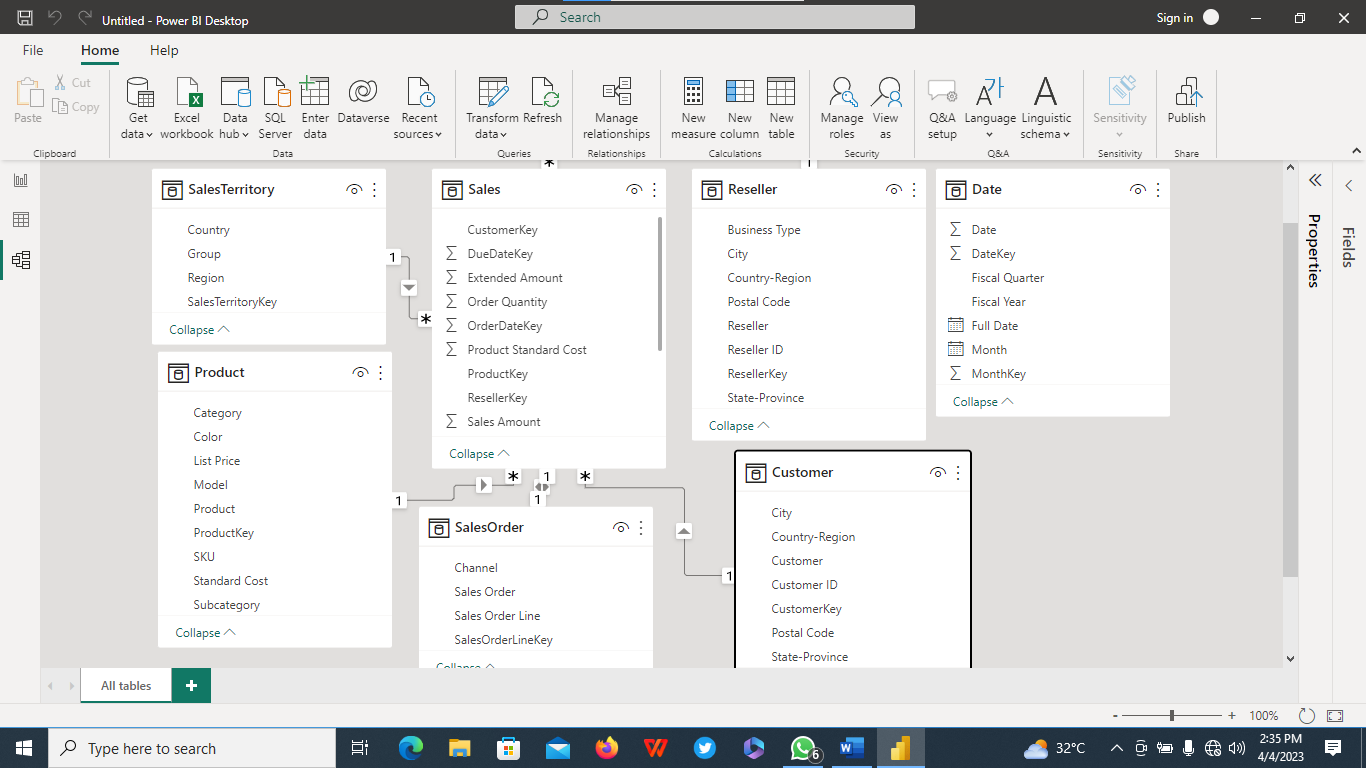 Untitled - Power BI Desktop
Search
Sign in
File
Home
Help
Paste
Cut
Copy
Get data
Excel workbook
Data hub
SQL Server
Enter data
Dataverse
Recent sources
Transform data
Refresh
Manage relationships
New measure
New column
New table
Manage roles
View as
Q&A setup
Language
Linguistic schema
Sensitivity
Publish
Clipboard
Data
Queries
Relationships
Calculations
Security
Q&A
Sensitivity
Share
SalesTerritory
Country
Group
Region
SalesTerritoryKey
Collapse
1
*
Sales
CustomerKey
DueDateKey
Extended Amount
Order Quantity
OrderDateKey
Product Standard Cost
ProductKey
ResellerKey
Sales Amount
Collapse
*
Reseller
Business Type
City
Country-Region
Postal Code
Reseller
Reseller ID
ResellerKey
State-Province
Collapse
1
Date
Date
DateKey
Fiscal Quarter
Fiscal Year
Full Date
Month
MonthKey
Collapse
Product
Category
Color
List Price
Model
Product
ProductKey
SKU
Standard Cost
Subcategory
Collapse
1
*
1
*
1
SalesOrder
Channel
Sales Order
Sales Order Line
SalesOrderLineKey
Collapse
1
Customer
City
Country-Region
Customer
Customer ID
CustomerKey
Postal Code
State-Province
Properties
Fields
All tables
+
- + 100%
Type here to search
6
32°C
2:35 PM
4/4/2023